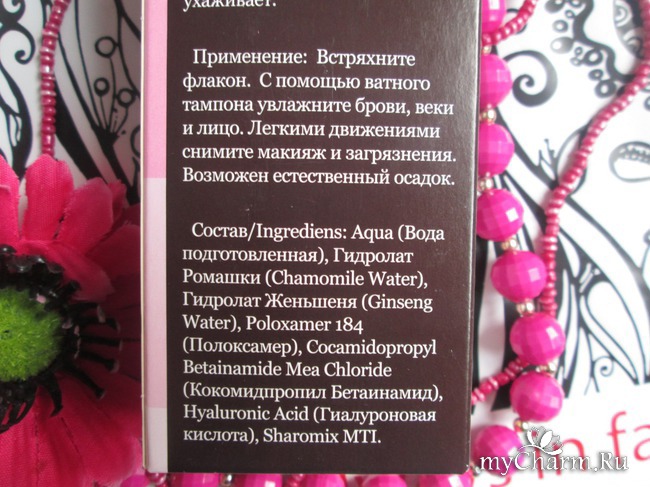 ухаживает.
Применение: Встряхните
флакон. С помощью ватного
тампона увлажните брови, веки
и лицо. Легкими движениями
снимите макияж и загрязнения.
Возможен естественный осадок.
Состав/Ingrediens: Aqua (Вода
подготовленная), Гидролат
Ромашки (Chamomile Water),
Гидролат Женьшеня (Ginseng
Water), Poloxamer 184
(Полоксамер), Cocamidopropyl
Betainamide Mea Chloride
(Кокомидпропил Бетаинамид),
Hyaluronic Acid (Гиалуроновая
кислота), Sharomix MTI.
myCharm.Ru